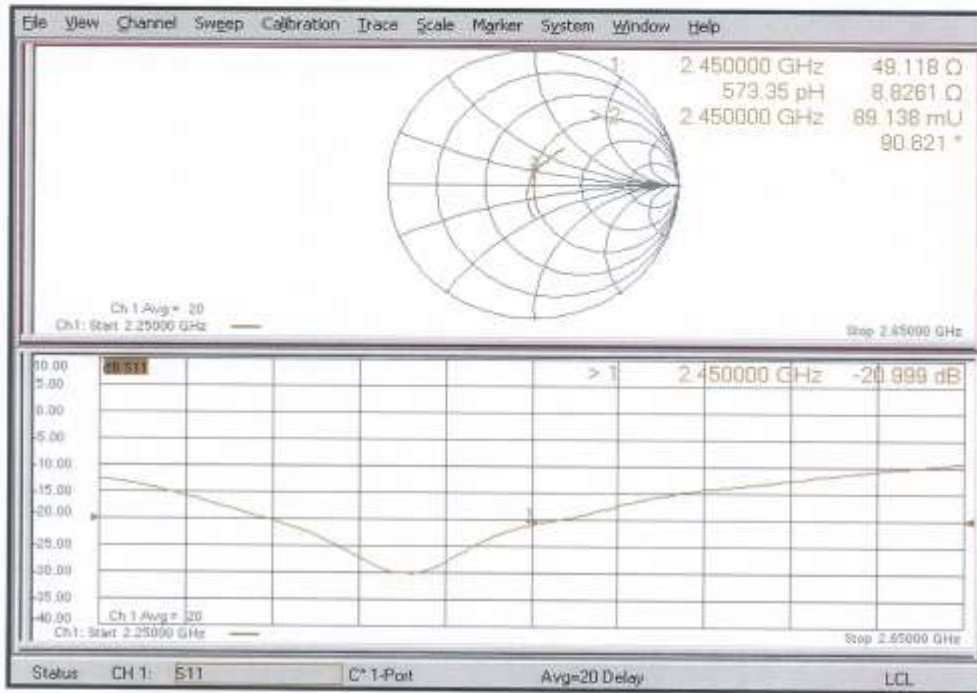 File View Channel Sweep Calibration Trace Scale Marker System Window Help
1: 2.450000 GHz 49.118 Ω
573.35 pH 8.8261 Ω
> 2: 2.450000 GHz 89.138 mU
90.821 °
Ch 1 Avg = 20
Ch1: Start 2.25000 GHz
Stop 2.65000 GHz
10.00
dB S11
> 1: 2.450000 GHz -20.999 dB
5.00
0.00
-5.00
-10.00
-15.00
-20.00
1
-25.00
-30.00
-35.00
-40.00
Ch 1 Avg = 20
Ch1: Start 2.25000 GHz
Stop 2.65000 GHz
Status CH 1: S11 C* 1-Port Avg=20 Delay LCL